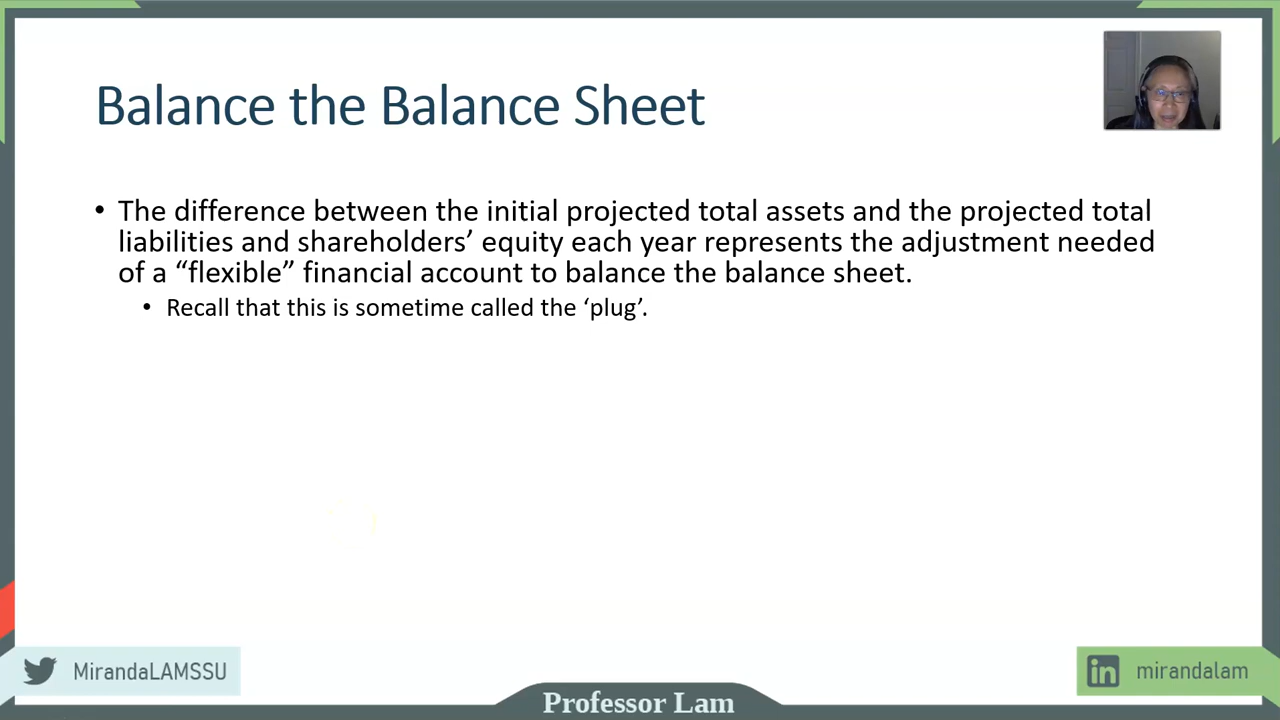 Balance the Balance Sheet
• The difference between the initial projected total assets and the projected total
liabilities and shareholders’ equity each year represents the adjustment needed
of a “flexible” financial account to balance the balance sheet.
• Recall that this is sometime called the ‘plug’.
MirandaLAMSSU
in mirandalam
Professor Lam